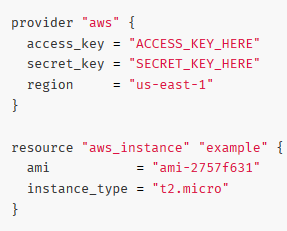 provider "aws" {
  access_key = "ACCESS_KEY_HERE"
  secret_key = "SECRET_KEY_HERE"
  region     = "us-east-1"
}

resource "aws_instance" "example" {
  ami           = "ami-2757f631"
  instance_type = "t2.micro"
}